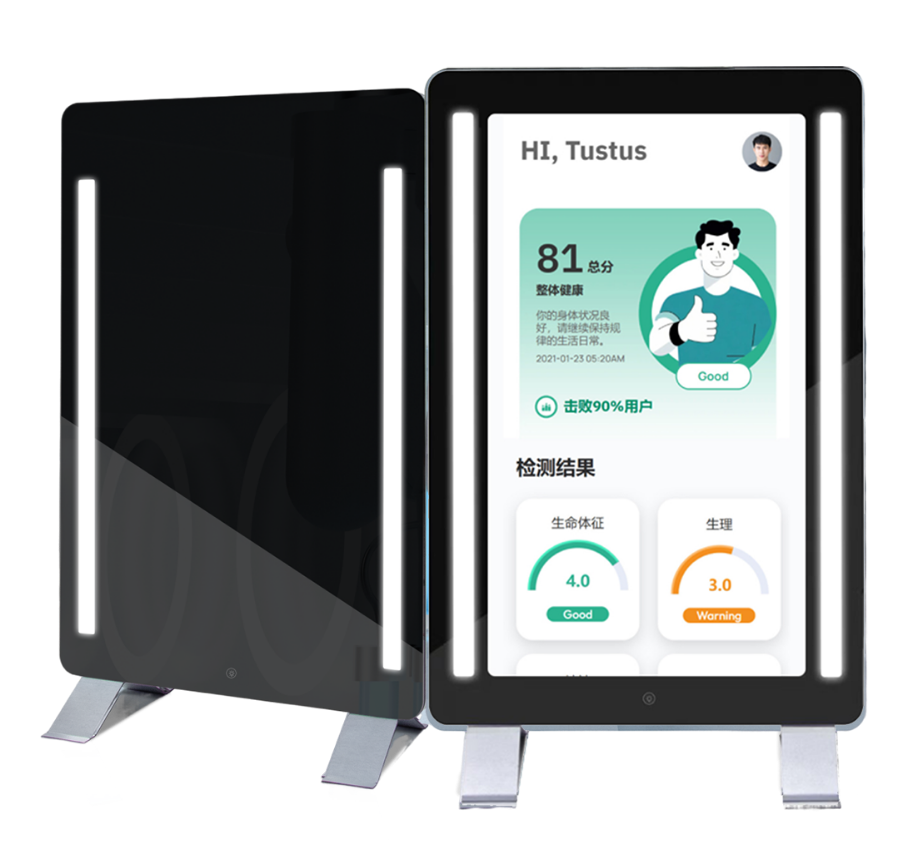 HI, Tustus
81 总分
整体健康
你的身体状况良
好，请继续保持规
律的生活日常。
2021-01-23 05:20AM
Good
击败90%用户
检测结果
生命体征
生理
4.0
3.0
Good
Warning